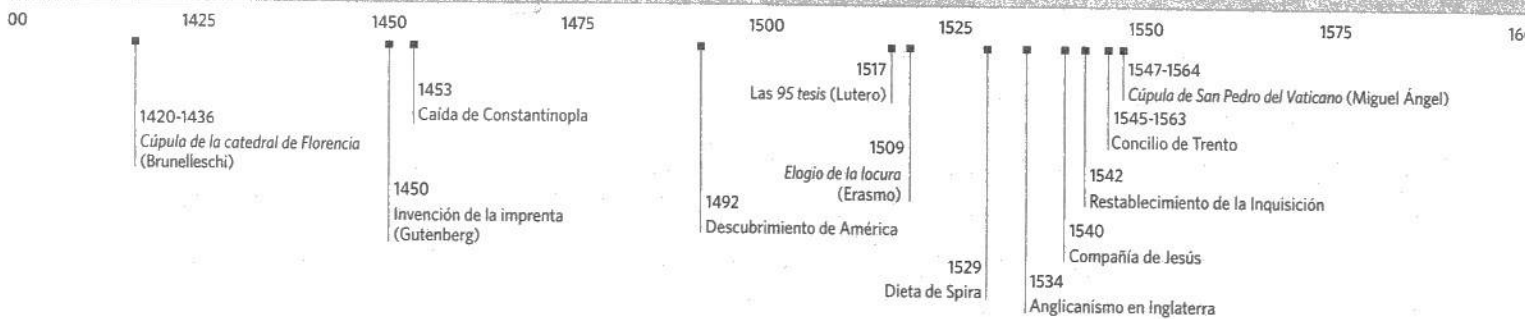 00 1425 1450 1475 1500 1525 1550 1575
1420-1436
Cúpula de la catedral de Florencia
(Brunelleschi)
1450
Invención de la imprenta
(Gutenberg)
1453
Caída de Constantinopla
1492
Descubrimiento de América
1517
Las 95 tesis (Lutero)
1509
Elogio de la locura
(Erasmo)
1529
Dieta de Spira
1534
Anglicanismo en Inglaterra
1540
Compañía de Jesús
1542
Restablecimiento de la Inquisición
1545-1563
Concilio de Trento
1547-1564
Cúpula de San Pedro del Vaticano (Miguel Ángel)